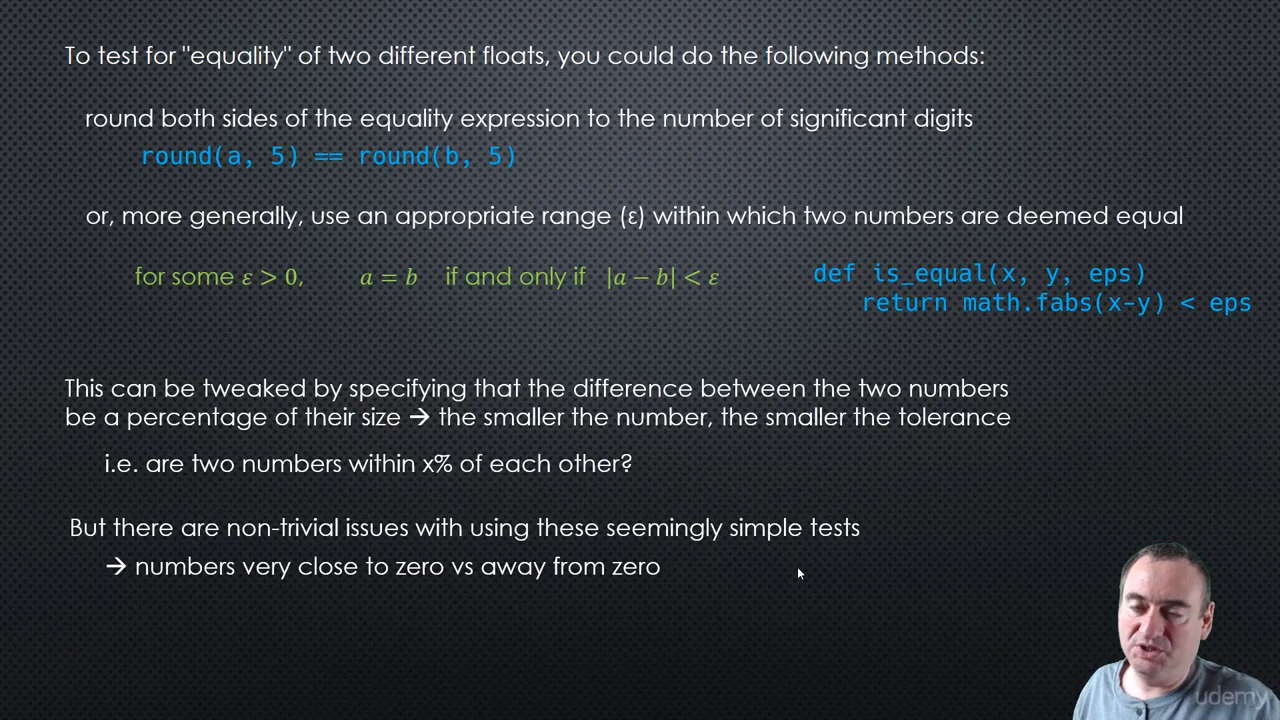 To test for "equality" of two different floats, you could do the following methods:
round both sides of the equality expression to the number of significant digits
round(a, 5) == round(b, 5)
or, more generally, use an appropriate range (ε) within which two numbers are deemed equal
for some ε > 0, a = b if and only if |a − b| < ε
def is_equal(x, y, eps)
return math.fabs(x-y) < eps
This can be tweaked by specifying that the difference between the two numbers
be a percentage of their size → the smaller the number, the smaller the tolerance
i.e. are two numbers within x% of each other?
But there are non-trivial issues with using these seemingly simple tests
→ numbers very close to zero vs away from zero
udemy